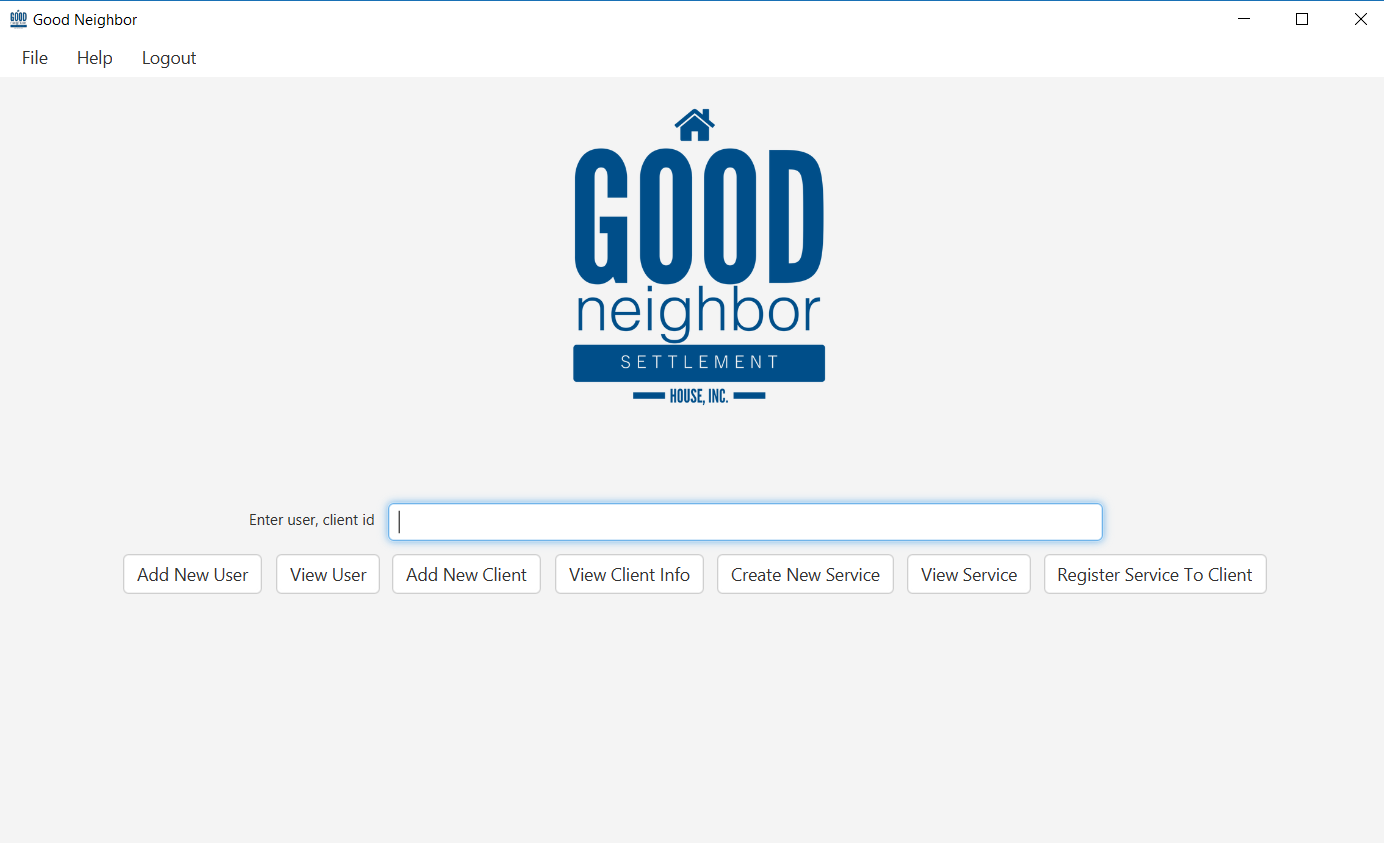 Good Neighbor
File Help Logout
GOOD
neighbor
SETTLEMENT
HOUSE, INC.
Enter user, client id
Add New User View User Add New Client View Client Info Create New Service View Service Register Service To Client